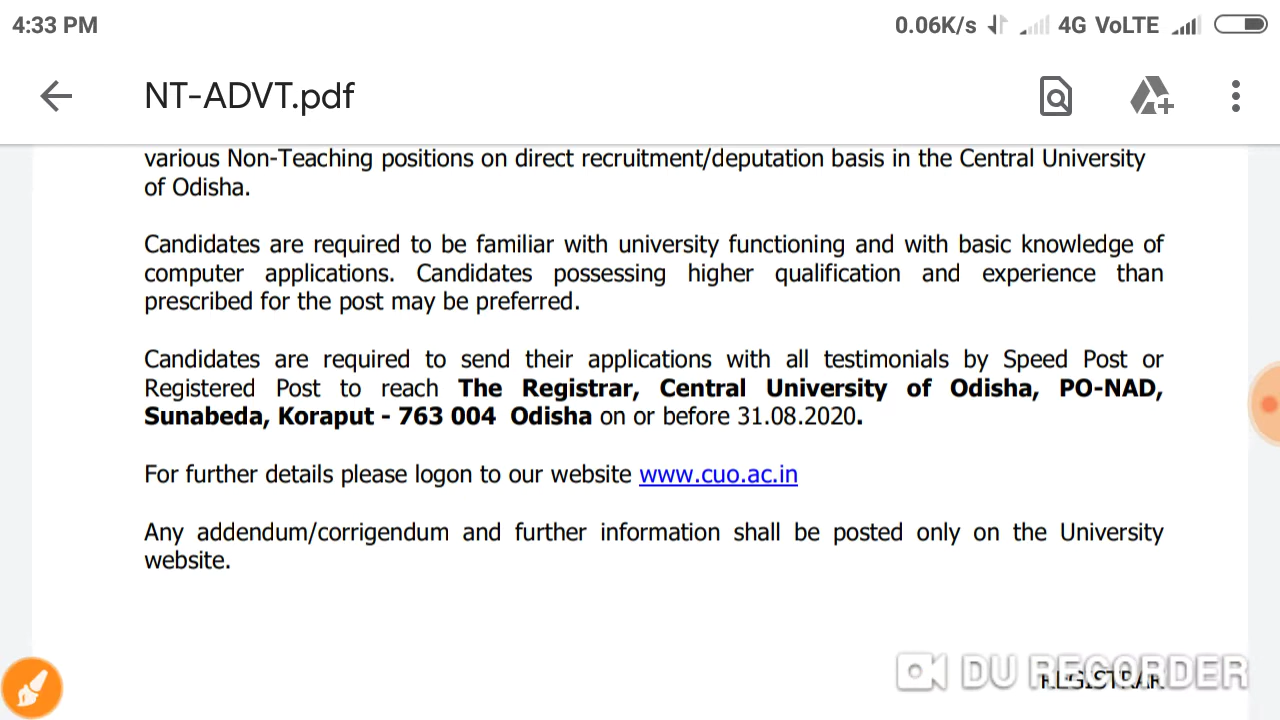 4:33 PM 0.06K/s 4G VoLTE
NT-ADVT.pdf
various Non-Teaching positions on direct recruitment/deputation basis in the Central University
of Odisha.
Candidates are required to be familiar with university functioning and with basic knowledge of
computer applications. Candidates possessing higher qualification and experience than
prescribed for the post may be preferred.
Candidates are required to send their applications with all testimonials by Speed Post or
Registered Post to reach The Registrar, Central University of Odisha, PO-NAD,
Sunabeda, Koraput - 763 004 Odisha on or before 31.08.2020.
For further details please logon to our website www.cuo.ac.in
Any addendum/corrigendum and further information shall be posted only on the University
website.
DU RECORDER
REGISTRAR